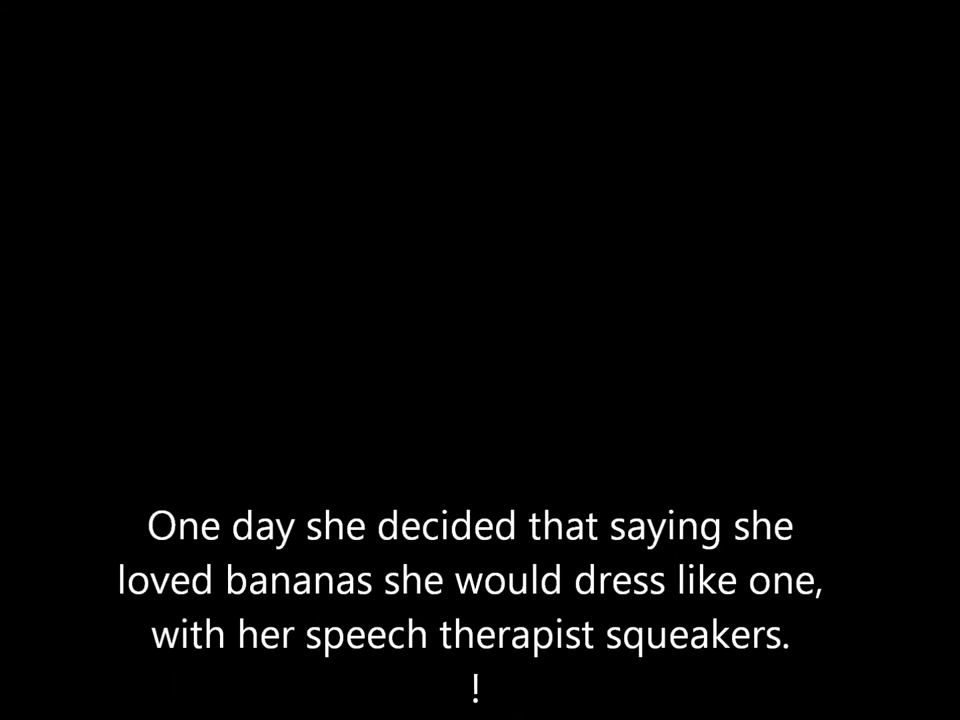 One day she decided that saying she
loved bananas she would dress like one,
with her speech therapist squeakers.
!